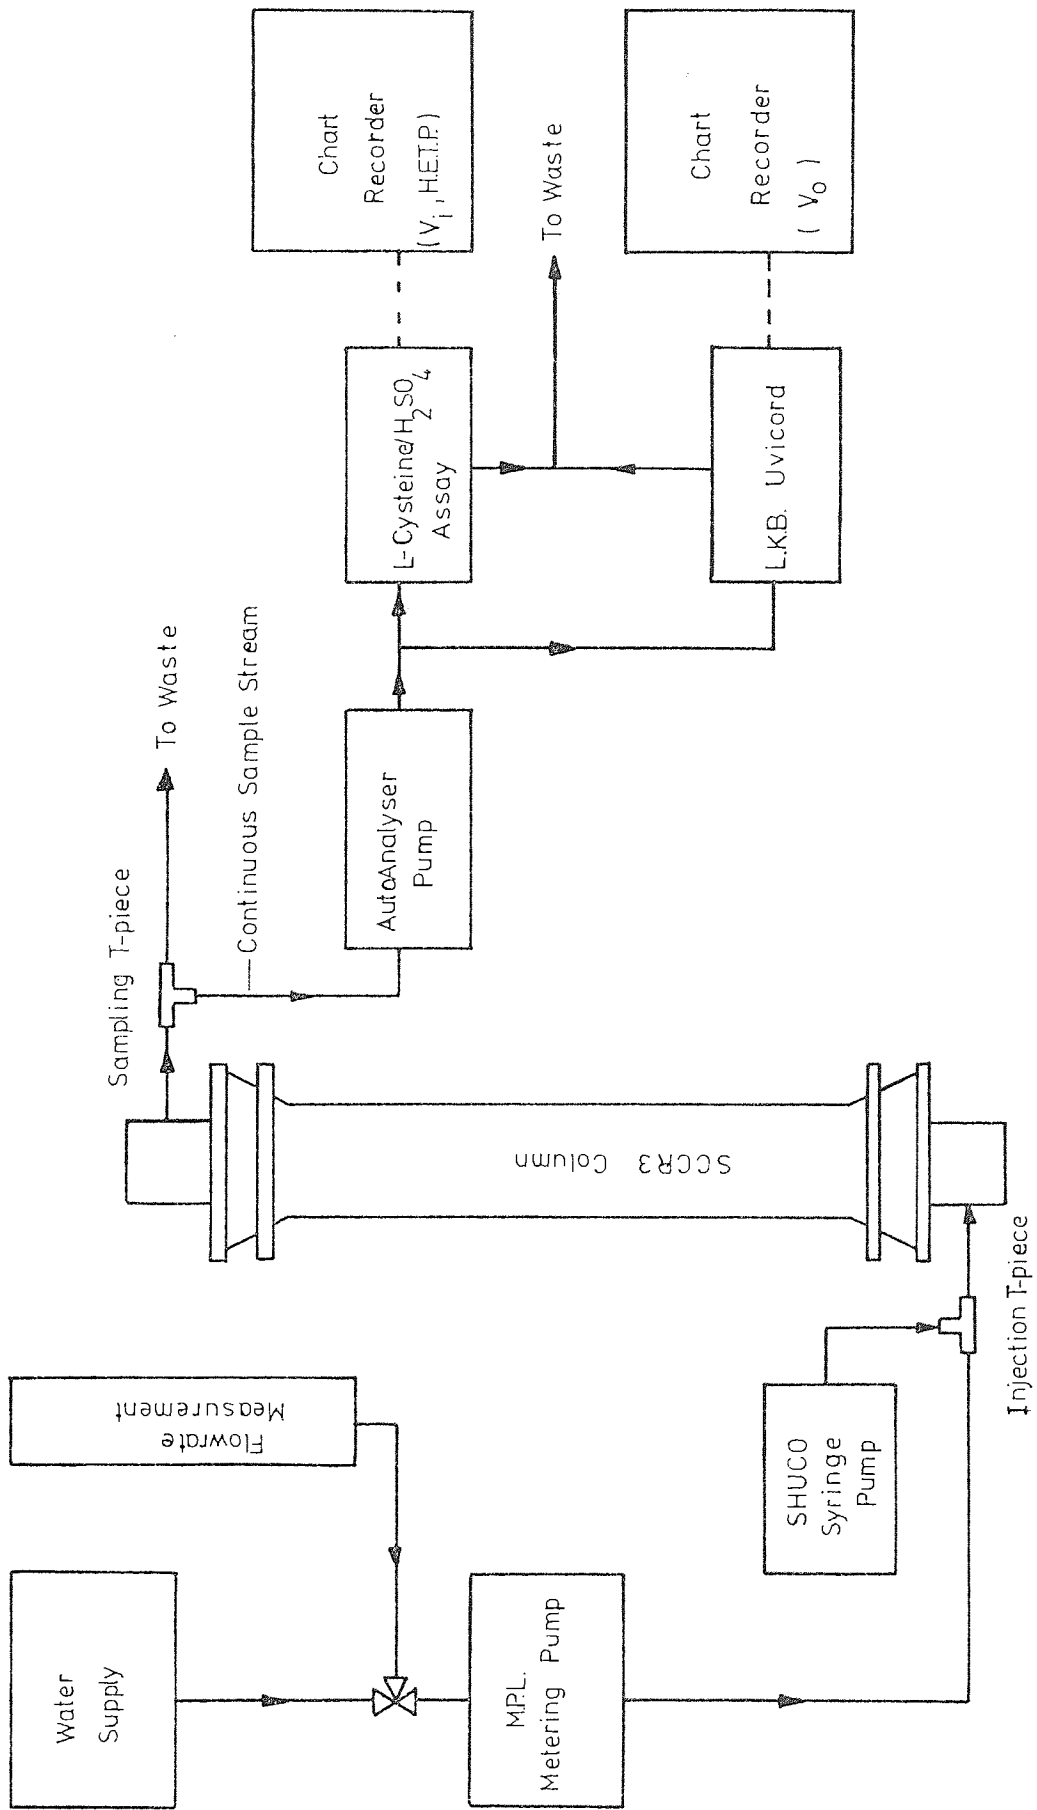 Water
Supply
Flowrate
Measurement
M.P.L.
Metering Pump
SHUCO
Syringe
Pump
Injection T-piece
SCCR3 Column
Sampling T-piece
To Waste
Continuous Sample Stream
AutoAnalyser
Pump
L-Cysteine/H2SO4
Assay
L.K.B. Uvicord
To Waste
Chart
Recorder
(Vi, H.E.T.P.)
Chart
Recorder
( Vo )